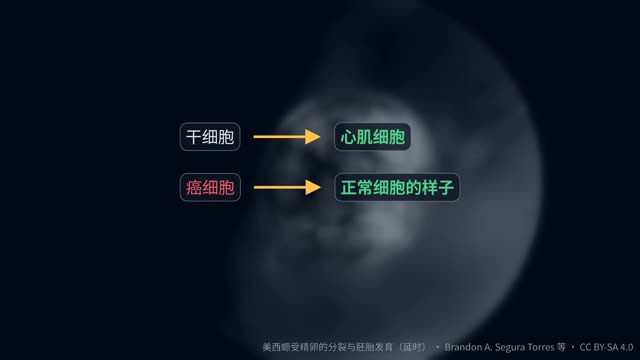 干细胞 心肌细胞
癌细胞 正常细胞的样子
美西螈受精卵的分裂与胚胎发育（延时） • Brandon A. Segura Torres 等 • CC BY-SA 4.0